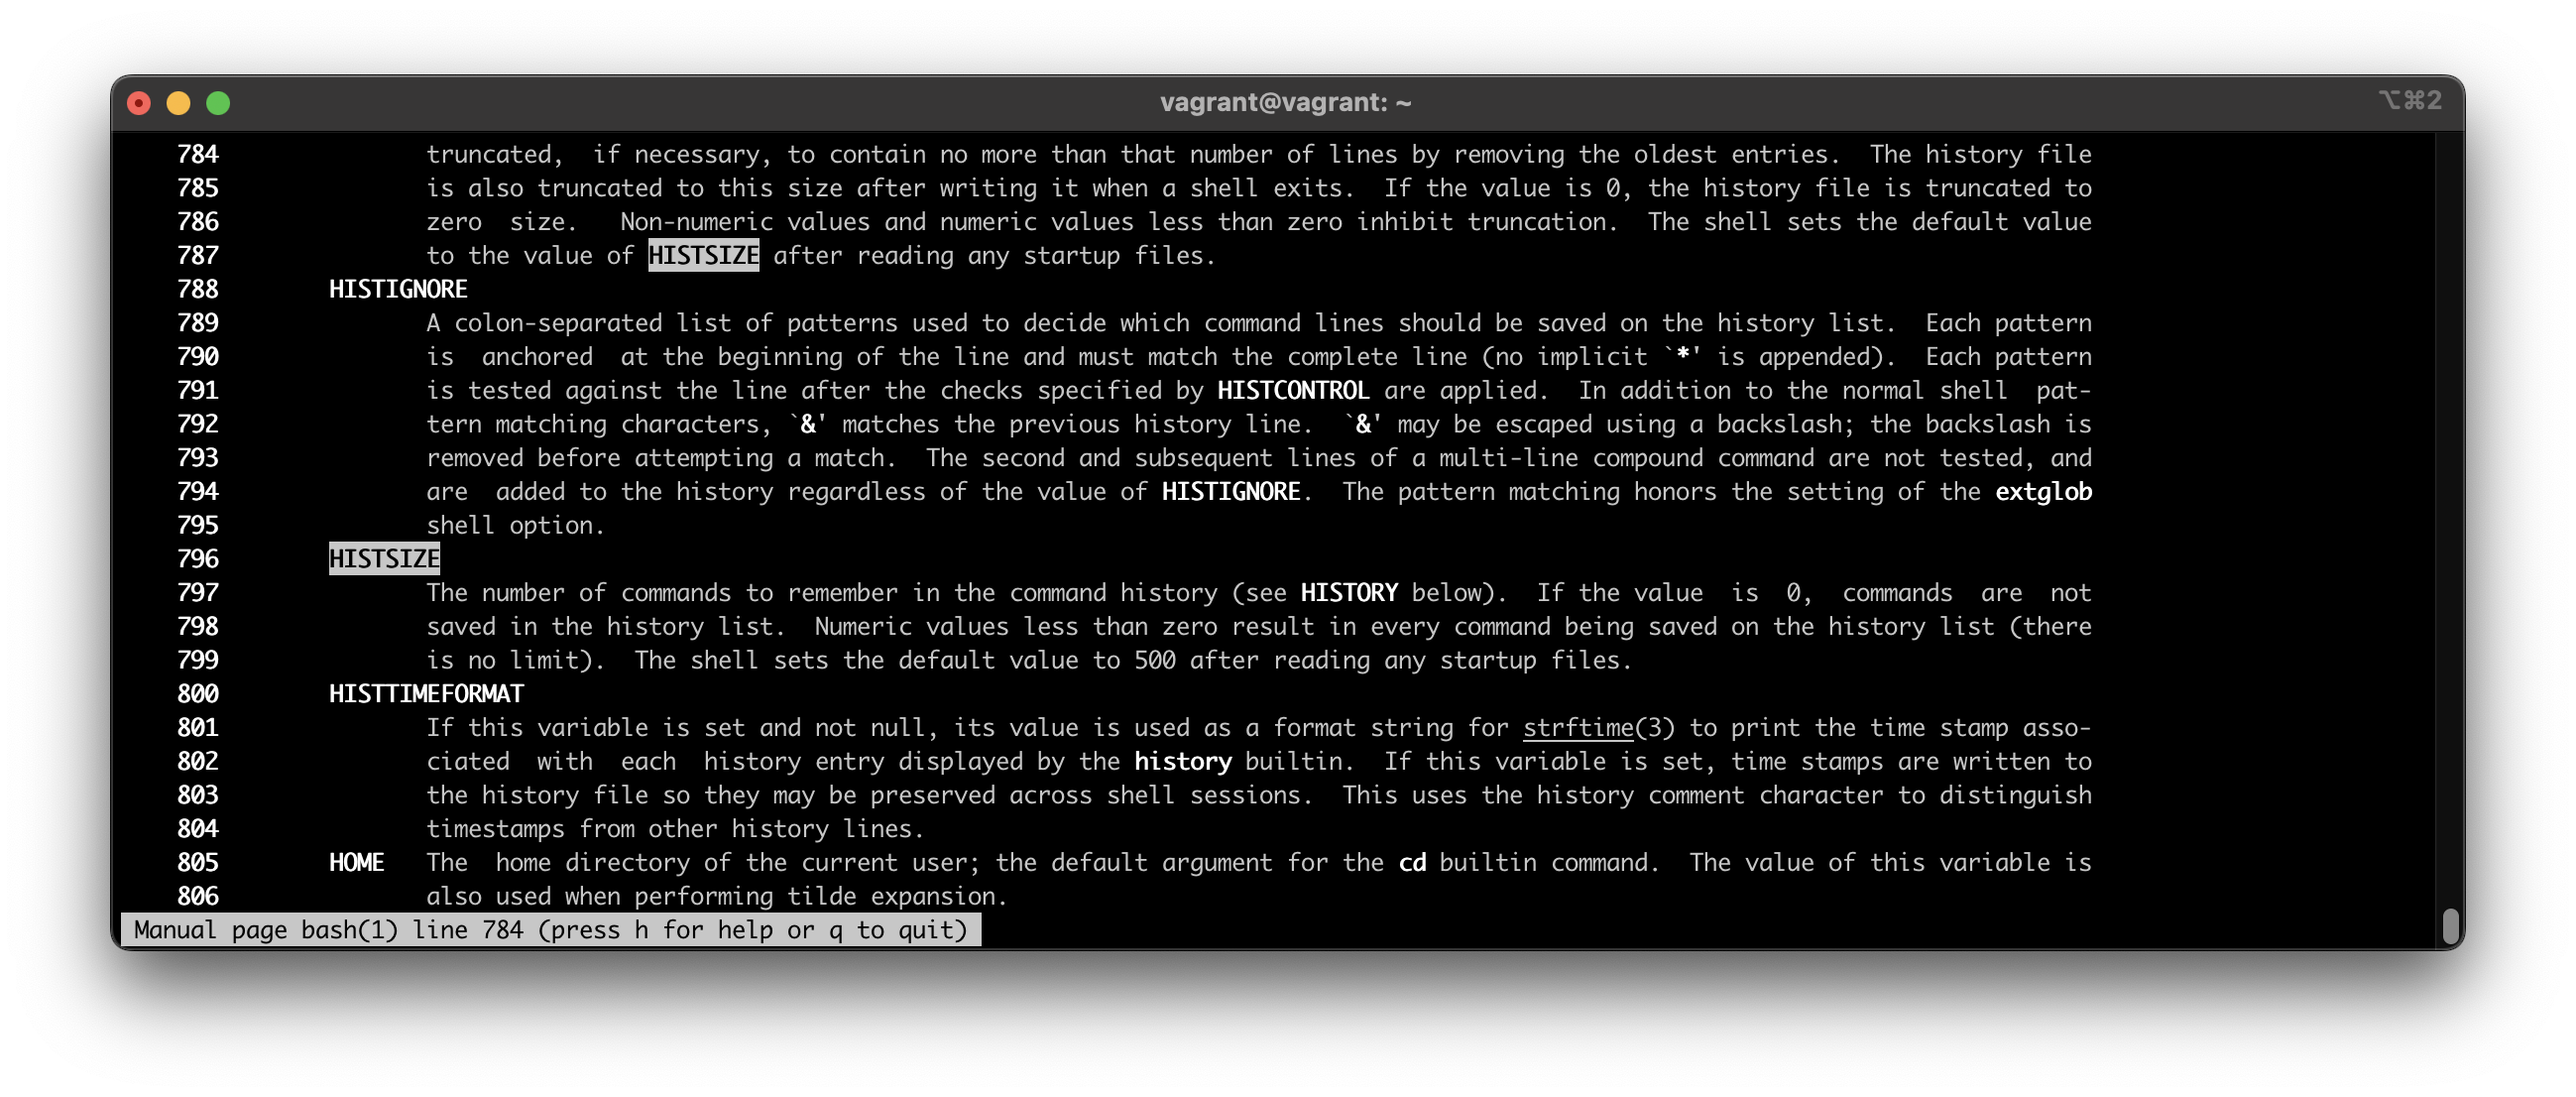 vagrant@vagrant: ~ ⌥⌘2
784 truncated,  if necessary, to contain no more than that number of lines by removing the oldest entries.  The history file
785 is also truncated to this size after writing it when a shell exits.  If the value is 0, the history file is truncated to
786 zero  size.   Non-numeric values and numeric values less than zero inhibit truncation.  The shell sets the default value
787 to the value of HISTSIZE after reading any startup files.
788 HISTIGNORE
789 A colon-separated list of patterns used to decide which command lines should be saved on the history list.  Each pattern
790 is  anchored  at the beginning of the line and must match the complete line (no implicit `*' is appended).  Each pattern
791 is tested against the line after the checks specified by HISTCONTROL are applied.  In addition to the normal shell  pat-
792 tern matching characters, `&' matches the previous history line.  `&' may be escaped using a backslash; the backslash is
793 removed before attempting a match.  The second and subsequent lines of a multi-line compound command are not tested, and
794 are  added to the history regardless of the value of HISTIGNORE.  The pattern matching honors the setting of the extglob
795 shell option.
796 HISTSIZE
797 The number of commands to remember in the command history (see HISTORY below).  If the value  is  0,  commands  are  not
798 saved in the history list.  Numeric values less than zero result in every command being saved on the history list (there
799 is no limit).  The shell sets the default value to 500 after reading any startup files.
800 HISTTIMEFORMAT
801 If this variable is set and not null, its value is used as a format string for strftime(3) to print the time stamp asso-
802 ciated  with  each  history entry displayed by the history builtin.  If this variable is set, time stamps are written to
803 the history file so they may be preserved across shell sessions.  This uses the history comment character to distinguish
804 timestamps from other history lines.
805 HOME   The  home directory of the current user; the default argument for the cd builtin command.  The value of this variable is
806 also used when performing tilde expansion.
Manual page bash(1) line 784 (press h for help or q to quit)